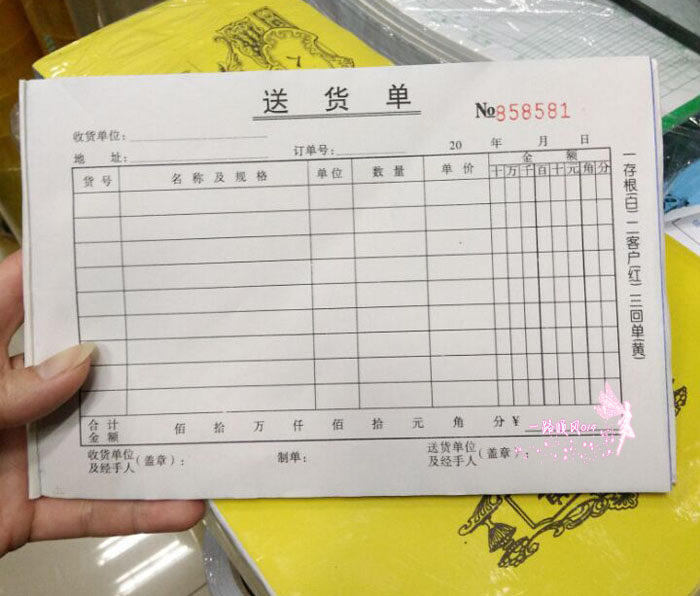 送 货 单
№858581
收货单位：
地 址：
订单号：
20 年 月 日
货 号
名 称 及 规 格
单 位
数 量
单 价
金 额
十 万 千 百 十 元 角 分
合 计
金 额
佰 拾 万 仟 佰 拾 元 角 分 ¥
收货单位
及经手人（盖章）：
制单：
送货单位
及经手人（盖章）：
一存根(白) 二客户(红) 三回单(黄)